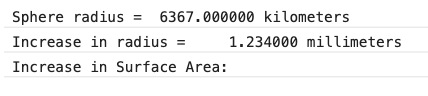 Sphere radius =  6367.000000 kilometers
Increase in radius =     1.234000 millimeters
Increase in Surface Area: